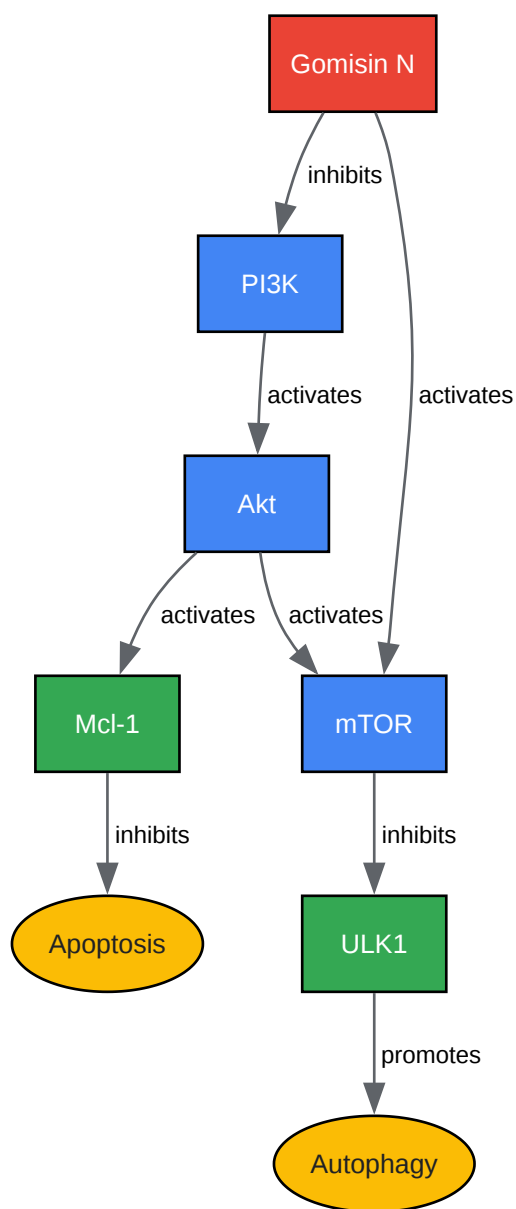 Gomisin N
inhibits
PI3K
activates
activates
Akt
activates
activates
Mcl-1
mTOR
inhibits
inhibits
Apoptosis
ULK1
promotes
Autophagy